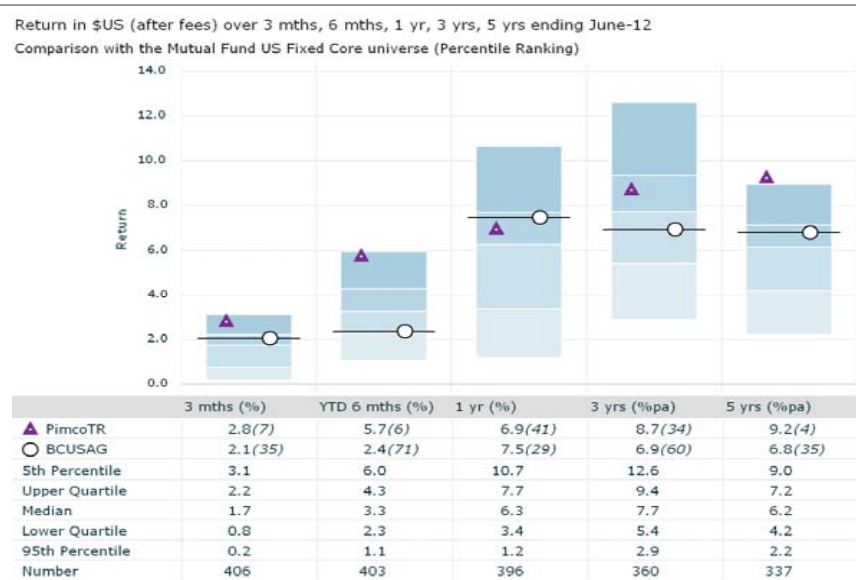 Return in $US (after fees) over 3 mths, 6 mths, 1 yr, 3 yrs, 5 yrs ending June-12
Comparison with the Mutual Fund US Fixed Core universe (Percentile Ranking)
14.0
12.0
10.0
8.0
6.0
4.0
2.0
0.0
Return
3 mths (%) YTD 6 mths (%) 1 yr (%) 3 yrs (%pa) 5 yrs (%pa)
PimcoTR 2.8(7) 5.7(6) 6.9(41) 8.7(34) 9.2(4)
BCUSAG 2.1(35) 2.4(71) 7.5(29) 6.9(60) 6.8(35)
5th Percentile 3.1 6.0 10.7 12.6 9.0
Upper Quartile 2.2 4.3 7.7 9.4 7.2
Median 1.7 3.3 6.3 7.7 6.2
Lower Quartile 0.8 2.3 3.4 5.4 4.2
95th Percentile 0.2 1.1 1.2 2.9 2.2
Number 406 403 396 360 337